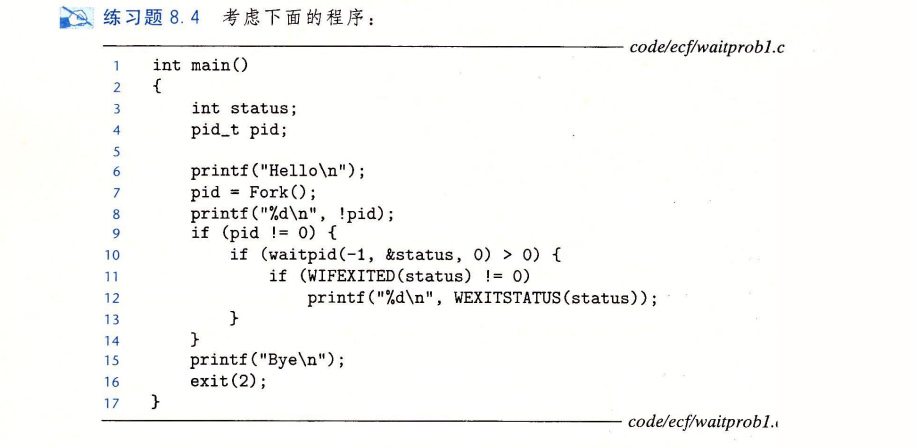 练习题 8.4 考虑下面的程序：
code/ecf/waitprob1.c
1 int main()
2 {
3 int status;
4 pid_t pid;
5
6 printf("Hello\n");
7 pid = Fork();
8 printf("%d\n", !pid);
9 if (pid != 0) {
10 if (waitpid(-1, &status, 0) > 0) {
11 if (WIFEXITED(status) != 0)
12 printf("%d\n", WEXITSTATUS(status));
13 }
14 }
15 printf("Bye\n");
16 exit(2);
17 }
code/ecf/waitprob1.